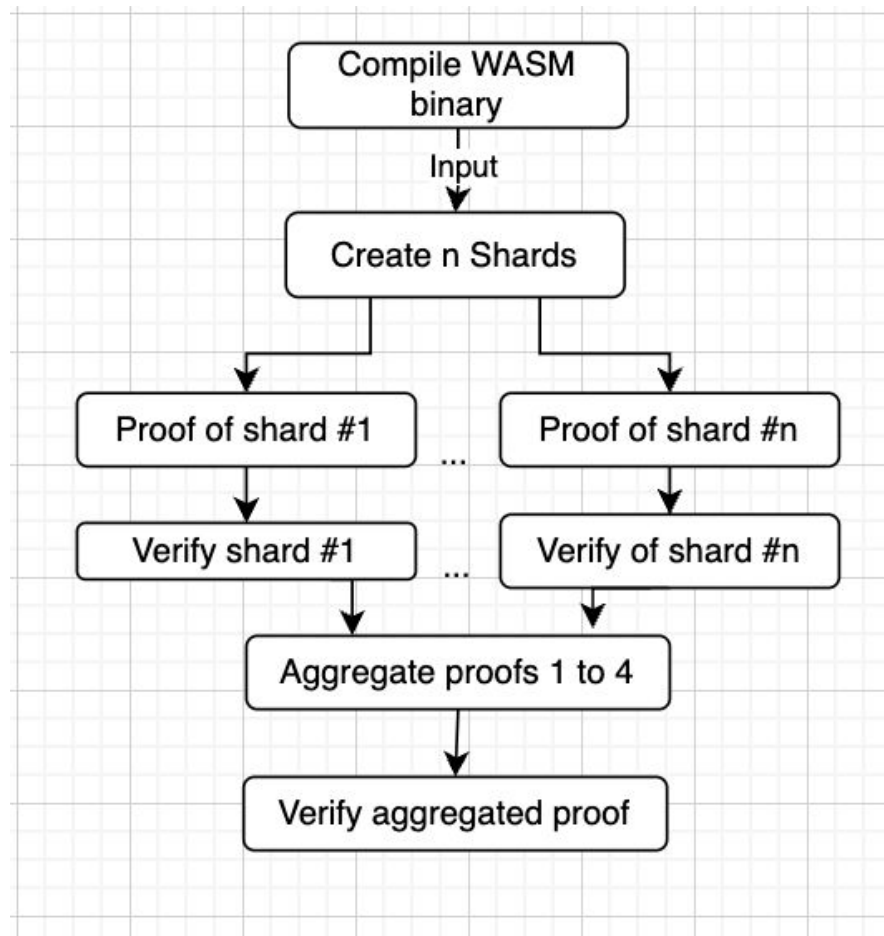 Compile WASM
binary
Input
Create n Shards
Proof of shard #1
...
Proof of shard #n
Verify shard #1
...
Verify of shard #n
Aggregate proofs 1 to 4
Verify aggregated proof